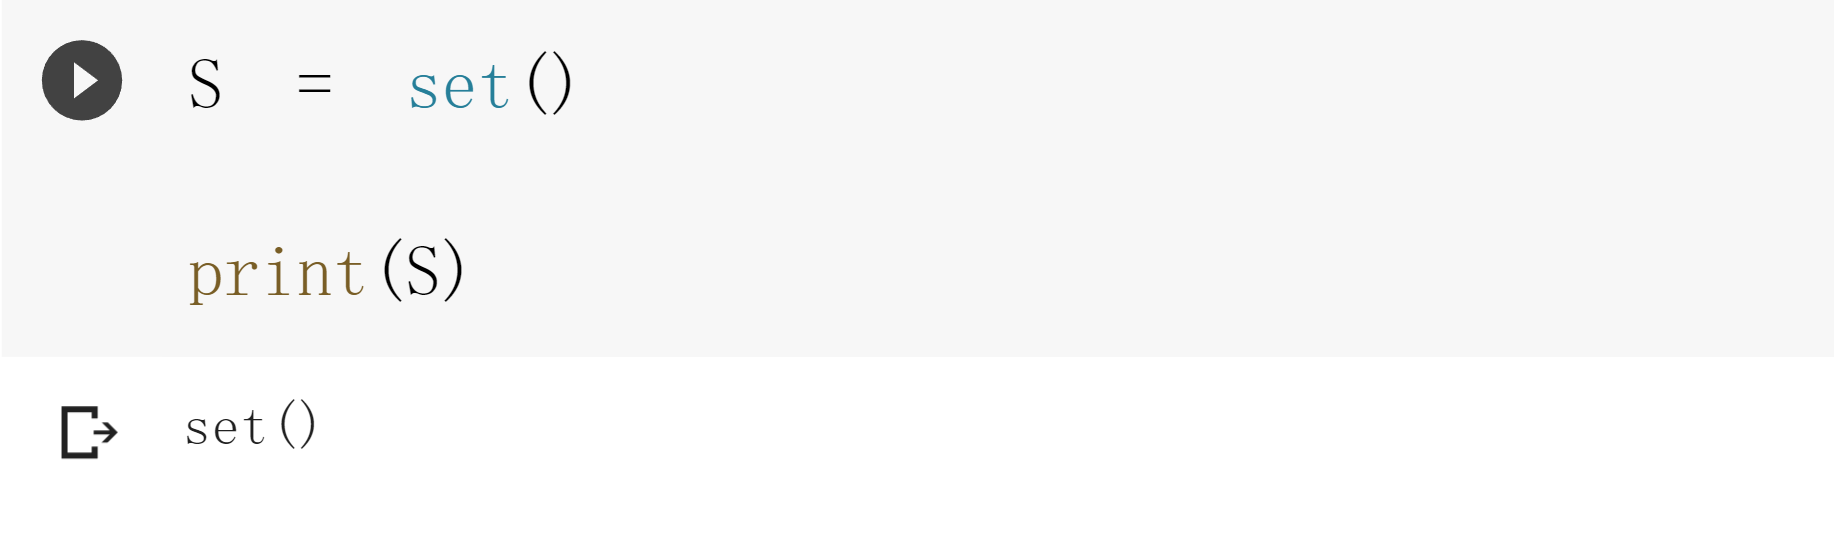 S = set()
print(S)
set()